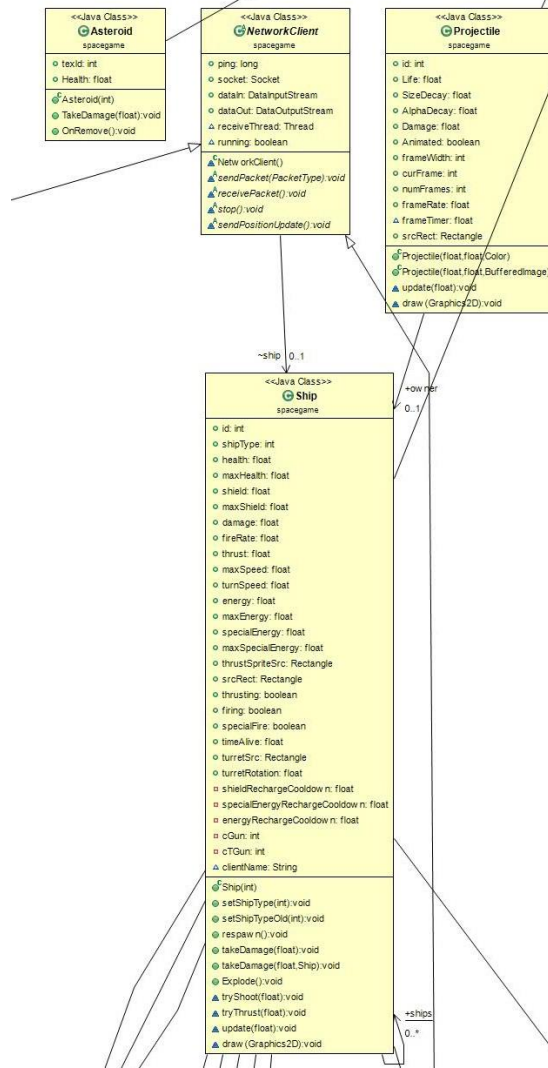 <<Java Class>>
Asteroid
spacegame
texId: int
Health: float
Asteroid(int)
TakeDamage(float):void
OnRemove():void
<<Java Class>>
NetworkClient
spacegame
ping: long
socket: Socket
dataIn: DataInputStream
dataOut: DataOutputStream
receiveThread: Thread
running: boolean
NetworkClient()
sendPacket(PacketType):void
receivePacket():void
stop():void
sendPositionUpdate():void
<<Java Class>>
Projectile
spacegame
id: int
Life: float
SizeDecay: float
AlphaDecay: float
Damage: float
Animated: boolean
frameWidth: int
curFrame: int
numFrames: int
frameRate: float
frameTimer: float
srcRect: Rectangle
Projectile(float,float,Color)
Projectile(float,float,BufferedImage)
update(float):void
draw(Graphics2D):void
~ship 0..1
+owner
0..1
<<Java Class>>
Ship
spacegame
id: int
shipType: int
health: float
maxHealth: float
shield: float
maxShield: float
damage: float
fireRate: float
thrust: float
maxSpeed: float
turnSpeed: float
energy: float
maxEnergy: float
specialEnergy: float
maxSpecialEnergy: float
thrustSpriteSrc: Rectangle
srcRect: Rectangle
thrusting: boolean
firing: boolean
specialFire: boolean
timeAlive: float
turretSrc: Rectangle
turretRotation: float
shieldRechargeCooldown: float
specialEnergyRechargeCooldown: float
energyRechargeCooldown: float
cGun: int
cTGun: int
clientName: String
Ship(int)
setShipType(int):void
setShipTypeOld(int):void
respawn():void
takeDamage(float):void
takeDamage(float,Ship):void
Explode():void
tryShoot(float):void
tryThrust(float):void
update(float):void
draw(Graphics2D):void
+ships
0..*